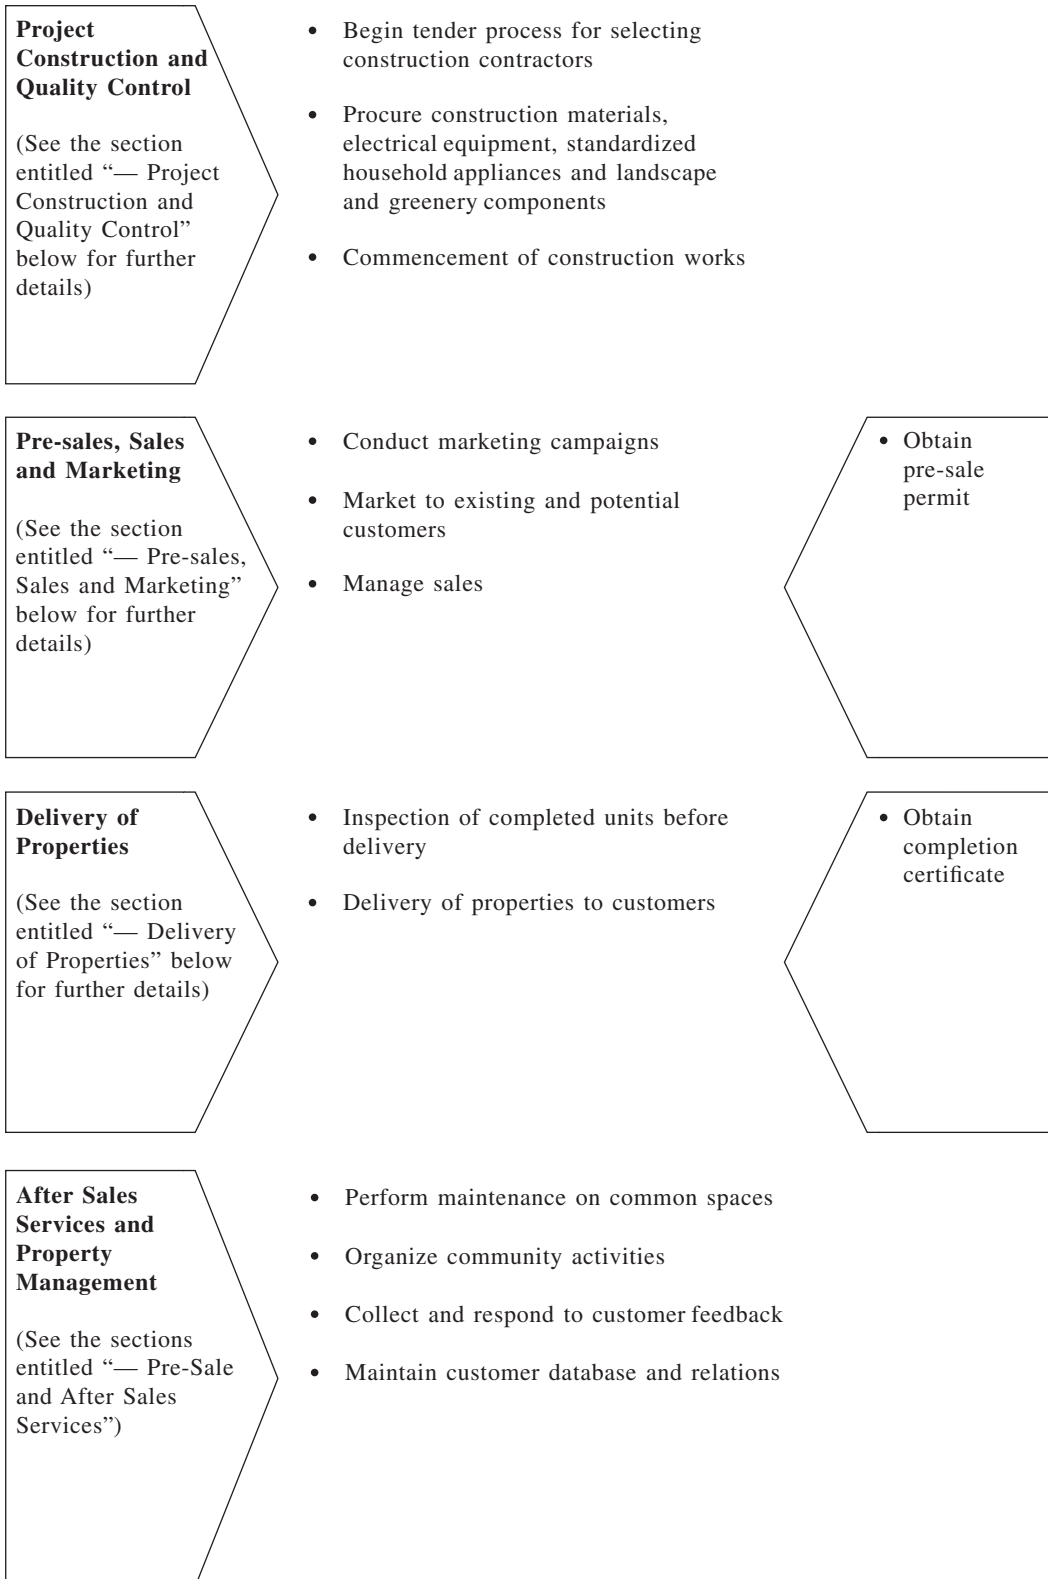 Project
Construction and
Quality Control
(See the section
entitled “— Project
Construction and
Quality Control”
below for further
details)
• Begin tender process for selecting
construction contractors
• Procure construction materials,
electrical equipment, standardized
household appliances and landscape
and greenery components
• Commencement of construction works
Pre-sales, Sales
and Marketing
(See the section
entitled “— Pre-sales,
Sales and Marketing”
below for further
details)
• Conduct marketing campaigns
• Market to existing and potential
customers
• Manage sales
• Obtain
pre-sale
permit
Delivery of
Properties
(See the section
entitled “— Delivery
of Properties” below
for further details)
• Inspection of completed units before
delivery
• Delivery of properties to customers
• Obtain
completion
certificate
After Sales
Services and
Property
Management
(See the sections
entitled “— Pre-Sale
and After Sales
Services”)
• Perform maintenance on common spaces
• Organize community activities
• Collect and respond to customer feedback
• Maintain customer database and relations